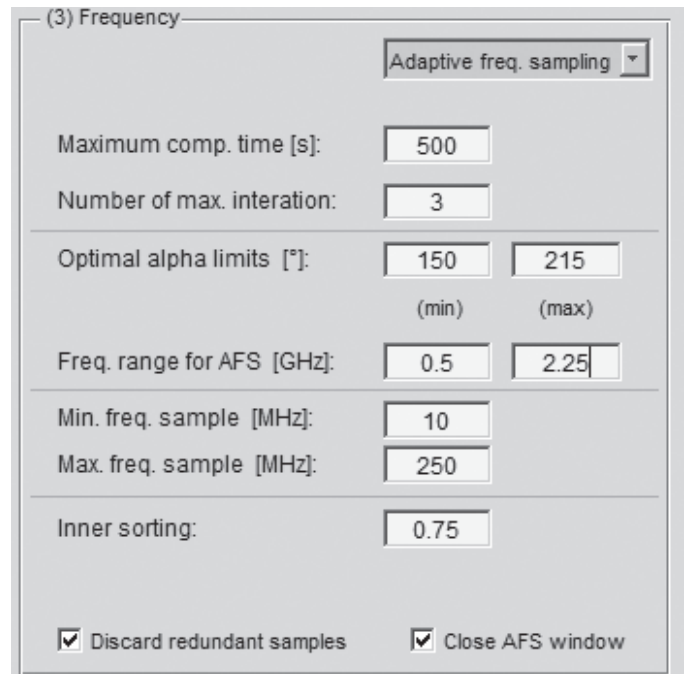 (3) Frequency
Adaptive freq. sampling
Maximum comp. time [s]: 500
Number of max. interation: 3
Optimal alpha limits [°]: 150 215
(min) (max)
Freq. range for AFS [GHz]: 0.5 2.25
Min. freq. sample [MHz]: 10
Max. freq. sample [MHz]: 250
Inner sorting: 0.75
Discard redundant samples Close AFS window